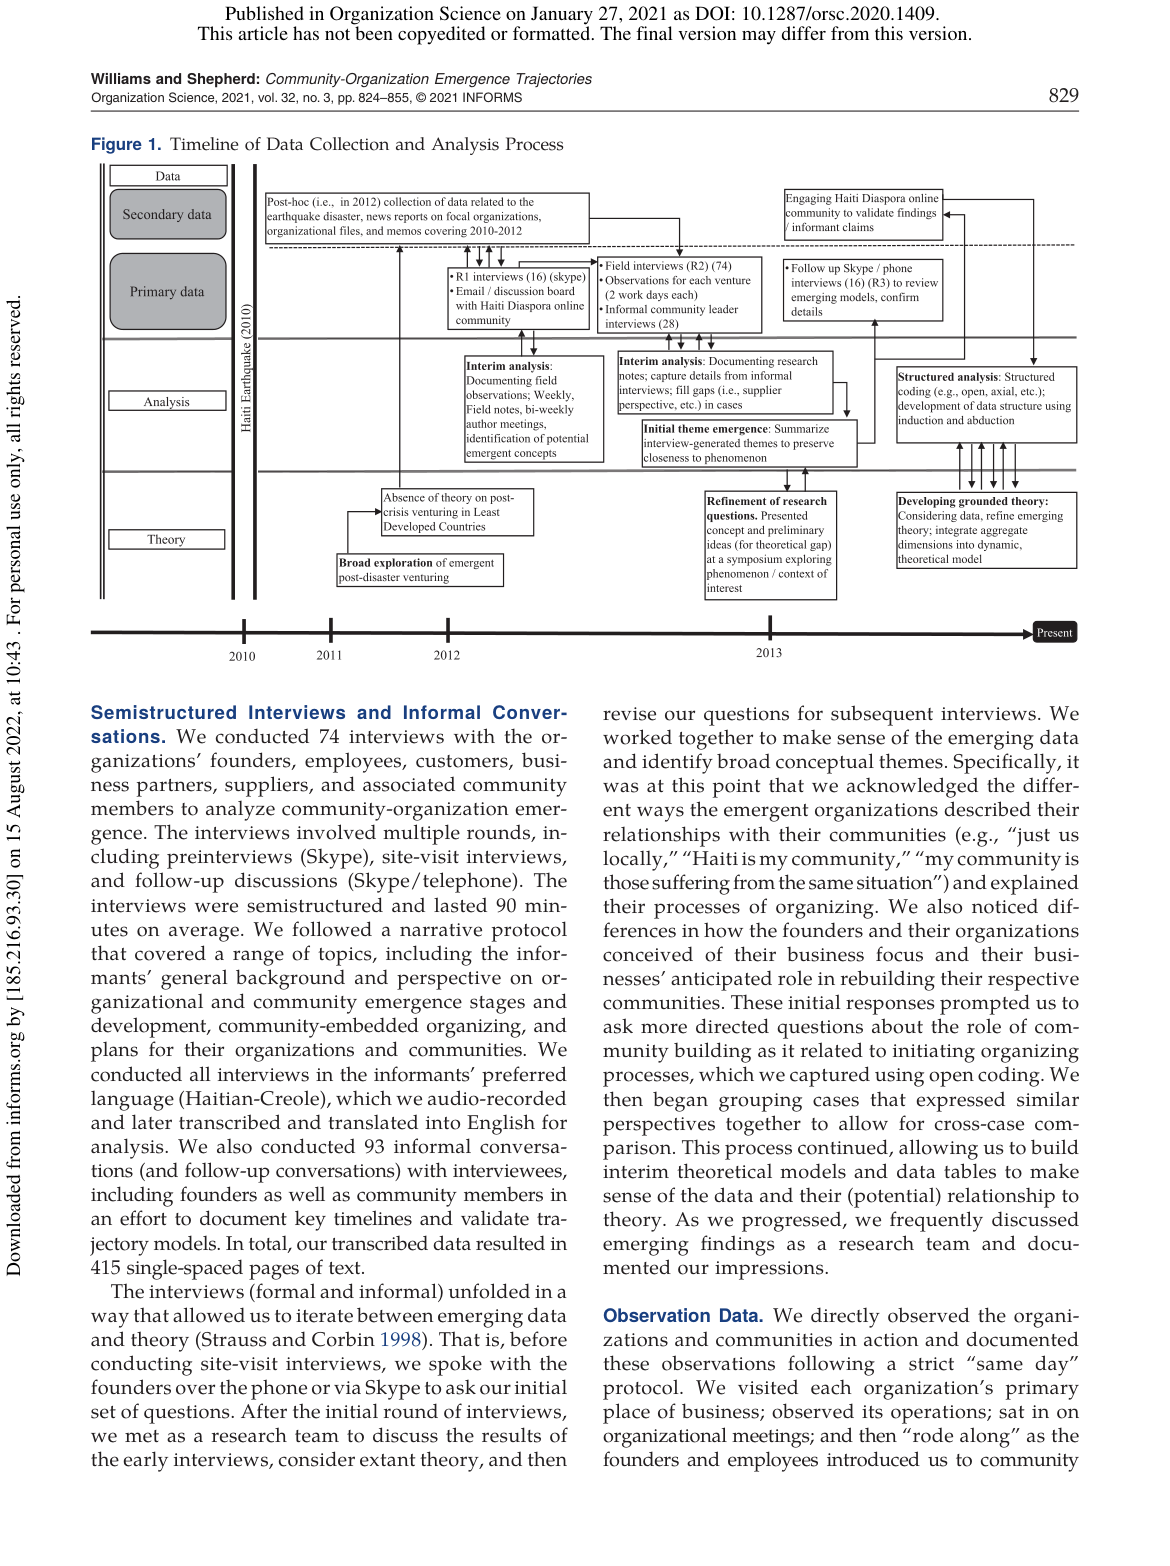 Published in Organization Science on January 27, 2021 as DOI: 10.1287/orsc.2020.1409.
This article has not been copyedited or formatted. The final version may differ from this version.
Williams and Shepherd: Community-Organization Emergence Trajectories
Organization Science, 2021, vol. 32, no. 3, pp. 824–855, © 2021 INFORMS
829
Figure 1. Timeline of Data Collection and Analysis Process
Data
Secondary data
Primary data
Analysis
Theory
Haiti Earthquake (2010)
Post-hoc (i.e., in 2012) collection of data related to the
earthquake disaster, news reports on focal organizations,
organizational files, and memos covering 2010-2012
Engaging Haiti Diaspora online
community to validate findings
/ informant claims
• R1 interviews (16) (skype)
• Email / discussion board
with Haiti Diaspora online
community
• Field interviews (R2) (74)
• Observations for each venture
(2 work days each)
• Informal community leader
interviews (28)
• Follow up Skype / phone
interviews (16) (R3) to review
emerging models, confirm
details
Interim analysis:
Documenting field
observations; Weekly,
Field notes, bi-weekly
author meetings,
identification of potential
emergent concepts
Interim analysis: Documenting research
notes; capture details from informal
interviews; fill gaps (i.e., supplier
perspective, etc.) in cases
Initial theme emergence: Summarize
interview-generated themes to preserve
closeness to phenomenon
Structured analysis: Structured
coding (e.g., open, axial, etc.);
development of data structure using
induction and abduction
Absence of theory on post-
crisis venturing in Least
Developed Countries
Broad exploration of emergent
post-disaster venturing
Refinement of research
questions. Presented
concept and preliminary
ideas (for theoretical gap)
at a symposium exploring
phenomenon / context of
interest
Developing grounded theory:
Considering data, refine emerging
theory; integrate aggregate
dimensions into dynamic,
theoretical model
Present
2010
2011
2012
2013
Semistructured Interviews and Informal Conver-
sations. We conducted 74 interviews with the or-
ganizations’ founders, employees, customers, busi-
ness partners, suppliers, and associated community
members to analyze community-organization emer-
gence. The interviews involved multiple rounds, in-
cluding preinterviews (Skype), site-visit interviews,
and follow-up discussions (Skype/telephone). The
interviews were semistructured and lasted 90 min-
utes on average. We followed a narrative protocol
that covered a range of topics, including the infor-
mants’ general background and perspective on or-
ganizational and community emergence stages and
development, community-embedded organizing, and
plans for their organizations and communities. We
conducted all interviews in the informants’ preferred
language (Haitian-Creole), which we audio-recorded
and later transcribed and translated into English for
analysis. We also conducted 93 informal conversa-
tions (and follow-up conversations) with interviewees,
including founders as well as community members in
an effort to document key timelines and validate tra-
jectory models. In total, our transcribed data resulted in
415 single-spaced pages of text.
The interviews (formal and informal) unfolded in a
way that allowed us to iterate between emerging data
and theory (Strauss and Corbin 1998). That is, before
conducting site-visit interviews, we spoke with the
founders over the phone or via Skype to ask our initial
set of questions. After the initial round of interviews,
we met as a research team to discuss the results of
the early interviews, consider extant theory, and then
revise our questions for subsequent interviews. We
worked together to make sense of the emerging data
and identify broad conceptual themes. Specifically, it
was at this point that we acknowledged the differ-
ent ways the emergent organizations described their
relationships with their communities (e.g., “just us
locally,” “Haiti is my community,” “my community is
those suffering from the same situation”) and explained
their processes of organizing. We also noticed dif-
ferences in how the founders and their organizations
conceived of their business focus and their busi-
nesses’ anticipated role in rebuilding their respective
communities. These initial responses prompted us to
ask more directed questions about the role of com-
munity building as it related to initiating organizing
processes, which we captured using open coding. We
then began grouping cases that expressed similar
perspectives together to allow for cross-case com-
parison. This process continued, allowing us to build
interim theoretical models and data tables to make
sense of the data and their (potential) relationship to
theory. As we progressed, we frequently discussed
emerging findings as a research team and docu-
mented our impressions.
Observation Data. We directly observed the organi-
zations and communities in action and documented
these observations following a strict “same day”
protocol. We visited each organization’s primary
place of business; observed its operations; sat in on
organizational meetings; and then “rode along” as the
founders and employees introduced us to community
Downloaded from informs.org by [185.216.93.30] on 15 August 2022, at 10:43 . For personal use only, all rights reserved.